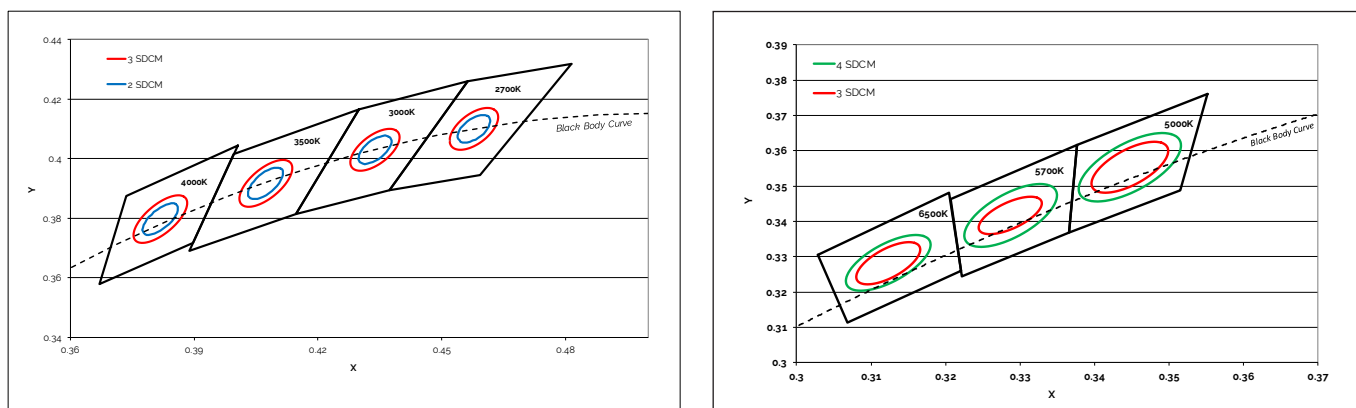 0.44
3 SDCM
2 SDCM
2700K
0.42
3000K
Black Body Curve
3500K
0.4
Y
4000K
0.38
0.36
0.34
0.36
0.39
0.42
0.45
0.48
X
0.39
4 SDCM
0.38
3 SDCM
5000K
0.37
Black Body Curve
0.36
5700K
0.35
Y
6500K
0.34
0.33
0.32
0.31
0.3
0.3
0.31
0.32
0.33
0.34
0.35
0.36
0.37
X